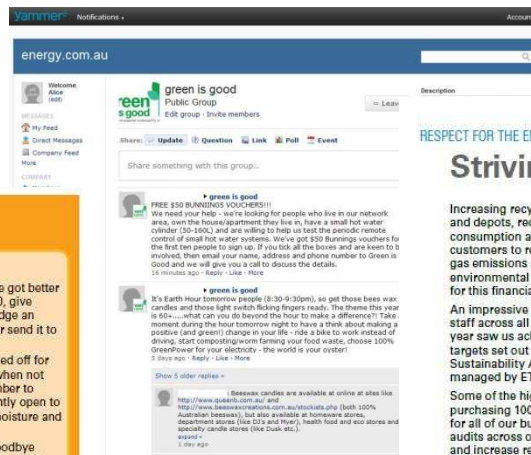 yammer Notifications
Accoun
energy.com.au
Welcome
Alice
(edit)
MESSAGES
My Feed
Direct Messages
Company Feed
More
COMPANY
green
is good
green is good
Public Group
Edit group · Invite members
Leav
Share: Update Question Link Poll Event
Share something with this group...
green is good
FREE $50 BUNNINGS VOUCHERS!!!
We need your help - we're looking for people who live in our network
area, own the house/apartment they live in, have a small hot water
cylinder (50-160L) and are willing to help us test the periodic remote
control of small hot water systems. We've got $50 Bunnings vouchers for
the first ten people to sign up. If you tick all the boxes and are keen to b
involved, then email your name, address and phone number to Green is
Good and we will give you a call to discuss the details.
16 minutes ago · Reply · Like · More
green is good
It's Earth Hour tomorrow people (8:30-9:30pm), so get those bees wax
candles and those light switch flicking fingers ready. The theme this year
is 60+.....what can you do beyond the hour to make a difference?! Take
moment during the hour tomorrow night to have a think about making a
positive (and green!) change in your life - ride a bike to work instead of
driving, start composting/worm farming your food waste, choose 100%
GreenPower for your electricity - the world is your oyster!
3 days ago · Reply · Like · More
Show 5 older replies »
: Beeswax candles are available at online at sites like
http://www.queenb.com.au/ and
http://www.beeswaxcreations.com.au/stockists.php (both 100%
Australian beeswax), but also available at homeware stores,
department stores (like DJ's and Myer), health food and eco stores and
specialty candle stores (like Dusk etc.).
expand »
1 day ago
e got better
0, give
dge an
r send it to
ed off for
when not
nber to
ntly open to
noisture and
oodbye
Description
RESPECT FOR THE E
Strivin
Increasing recy
and depots, rec
consumption a
customers to re
gas emissions
environmental
for this financia
An impressive
staff across all
year saw us ac
targets set out
Sustainability A
managed by ET
Some of the hig
purchasing 100
for all of our bu
audits across o
and increase ra